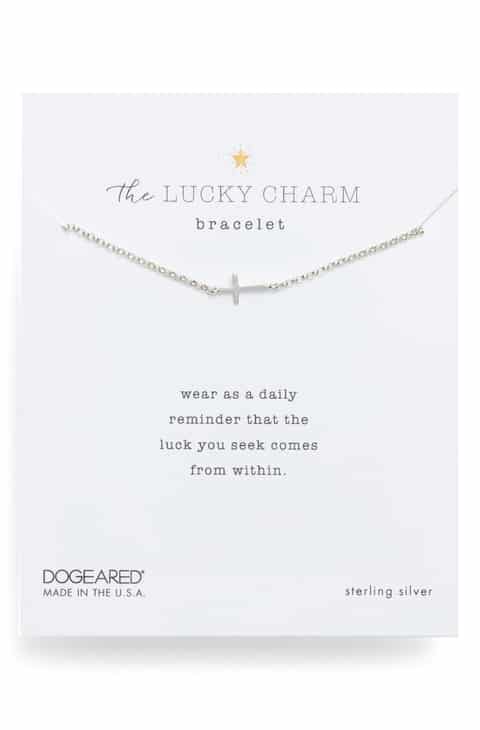 the LUCKY CHARM
bracelet
wear as a daily
reminder that the
luck you seek comes
from within.
DOGEARED®
MADE IN THE U.S.A.
sterling silver